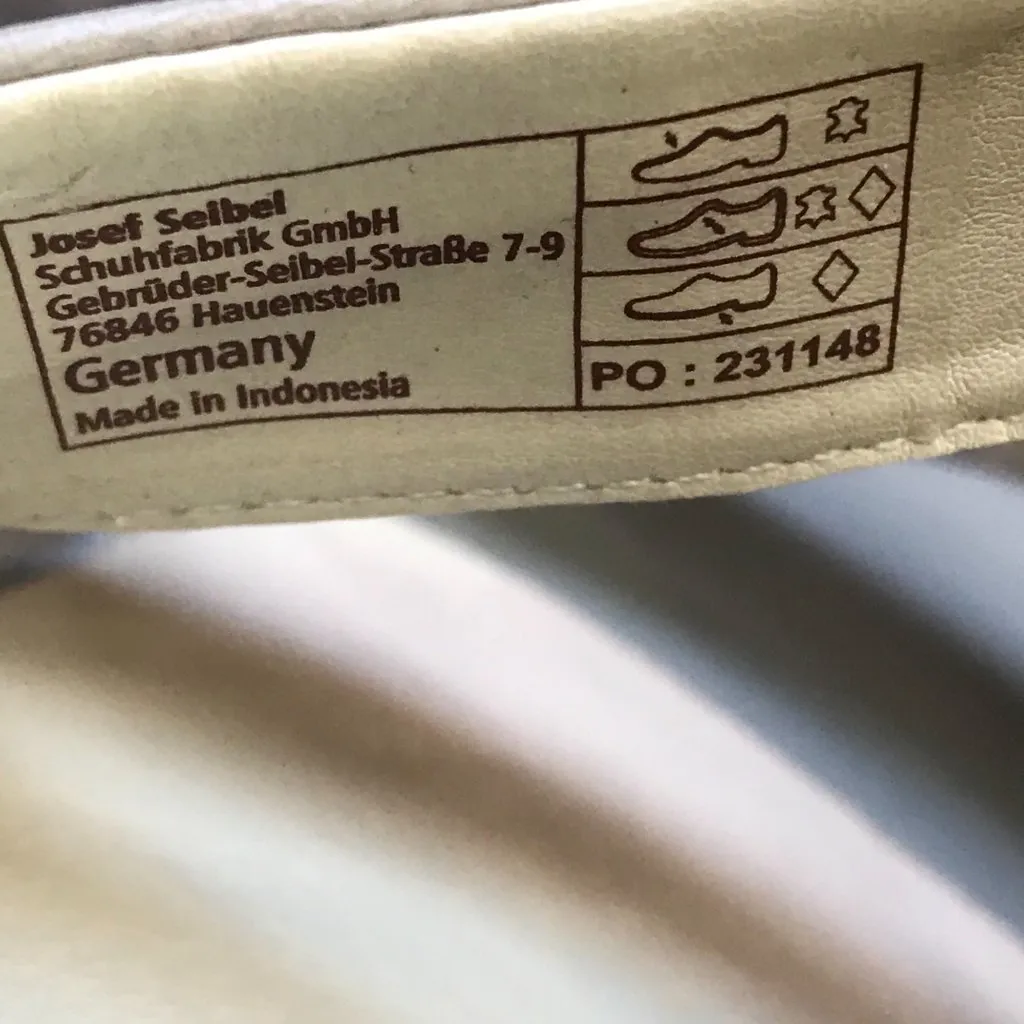 Josef Seibel
Schuhfabrik GmbH
Gebrüder-Seibel-Straße 7-9
76846 Hauenstein
Germany
Made in Indonesia
PO : 231148